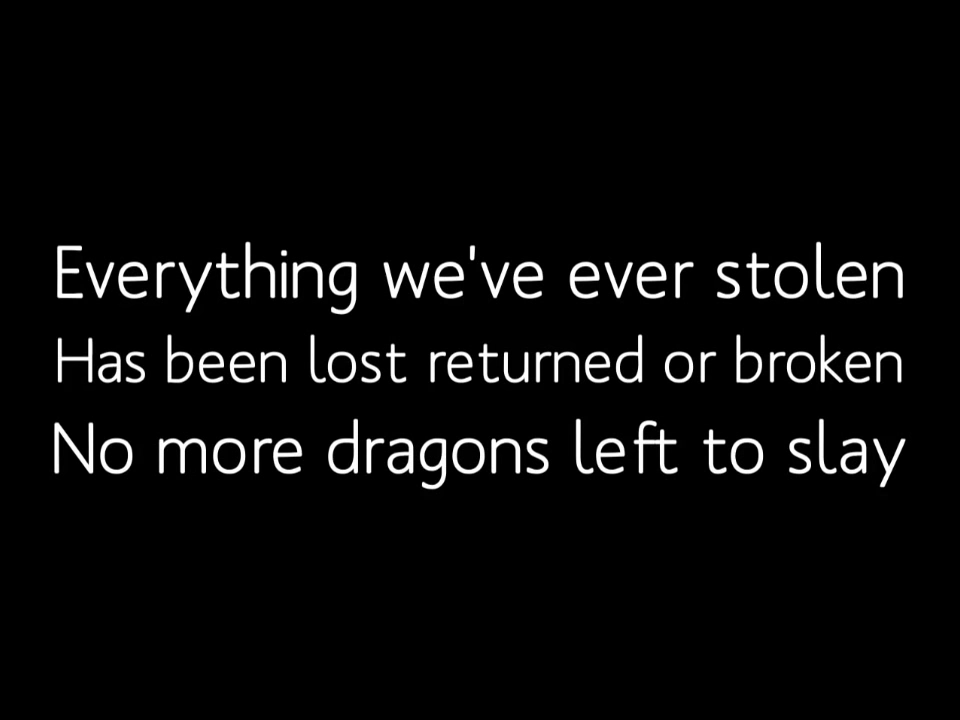 Everything we've ever stolen
Has been lost returned or broken
No more dragons left to slay